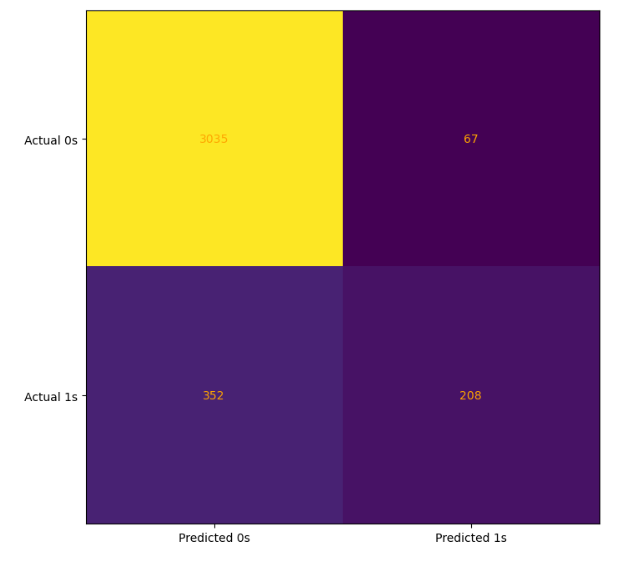 Actual 0s
3035
67
Actual 1s
352
208
Predicted 0s
Predicted 1s